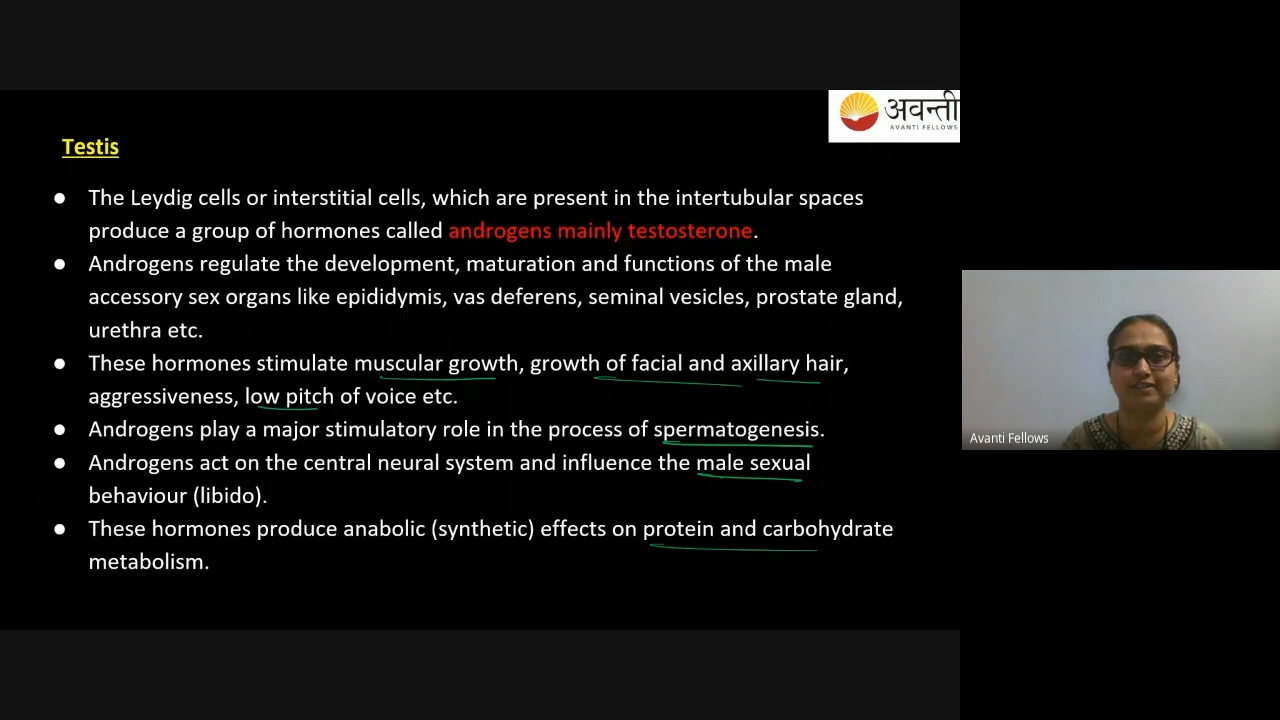 अवन्ती
AVANTI FELLOWS
Testis
● The Leydig cells or interstitial cells, which are present in the intertubular spaces
produce a group of hormones called androgens mainly testosterone.
● Androgens regulate the development, maturation and functions of the male
accessory sex organs like epididymis, vas deferens, seminal vesicles, prostate gland,
urethra etc.
● These hormones stimulate muscular growth, growth of facial and axillary hair,
aggressiveness, low pitch of voice etc.
● Androgens play a major stimulatory role in the process of spermatogenesis.
● Androgens act on the central neural system and influence the male sexual
behaviour (libido).
● These hormones produce anabolic (synthetic) effects on protein and carbohydrate
metabolism.
Avanti Fellows